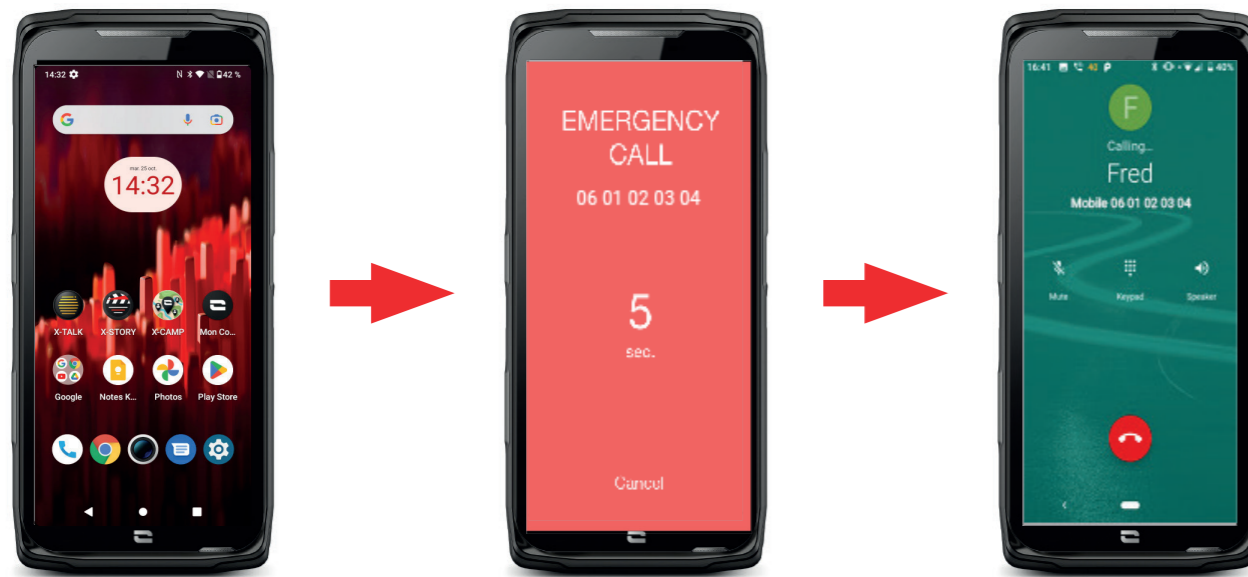 14:32 N 42 %
G
mar. 25 oct.
14:32
X-TALK X-STORY X-CAMP Mon Co...
Google Notes K... Photos Play Store
EMERGENCY
CALL
06 01 02 03 04
5
sec.
Cancel
16:41 40 P 40%
F
Calling...
Fred
Mobile 06 01 02 03 04
Mute Keypad Speaker